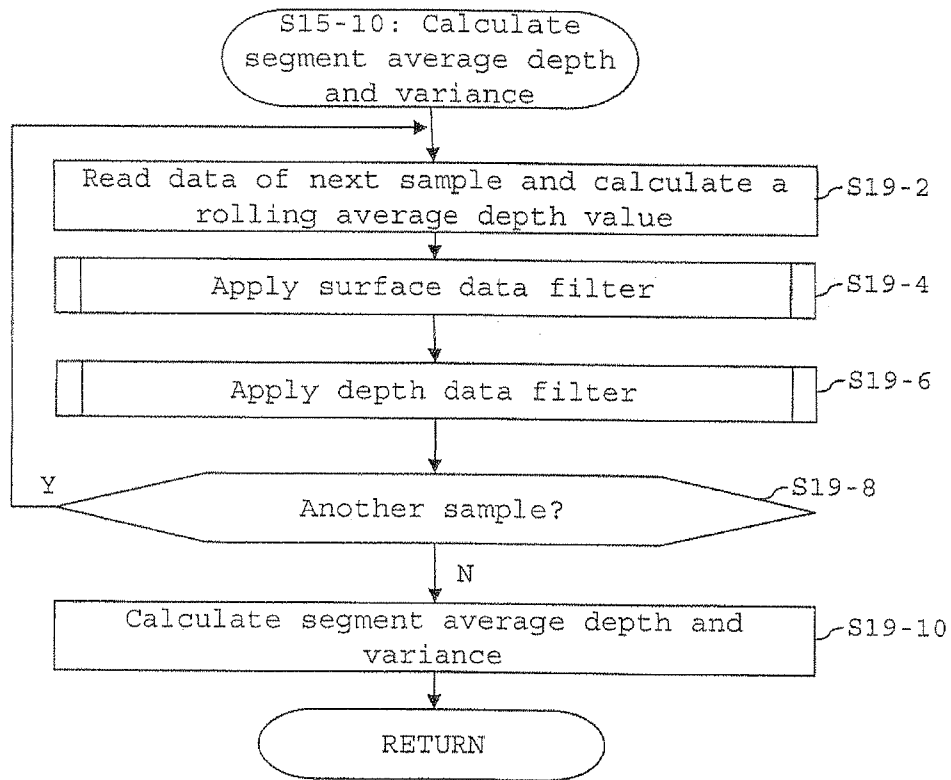 S15-10: Calculate
segment average depth
and variance
Read data of next sample and calculate a
rolling average depth value
S19-2
Apply surface data filter
S19-4
Apply depth data filter
S19-6
Y
Another sample?
S19-8
N
Calculate segment average depth and
variance
S19-10
RETURN